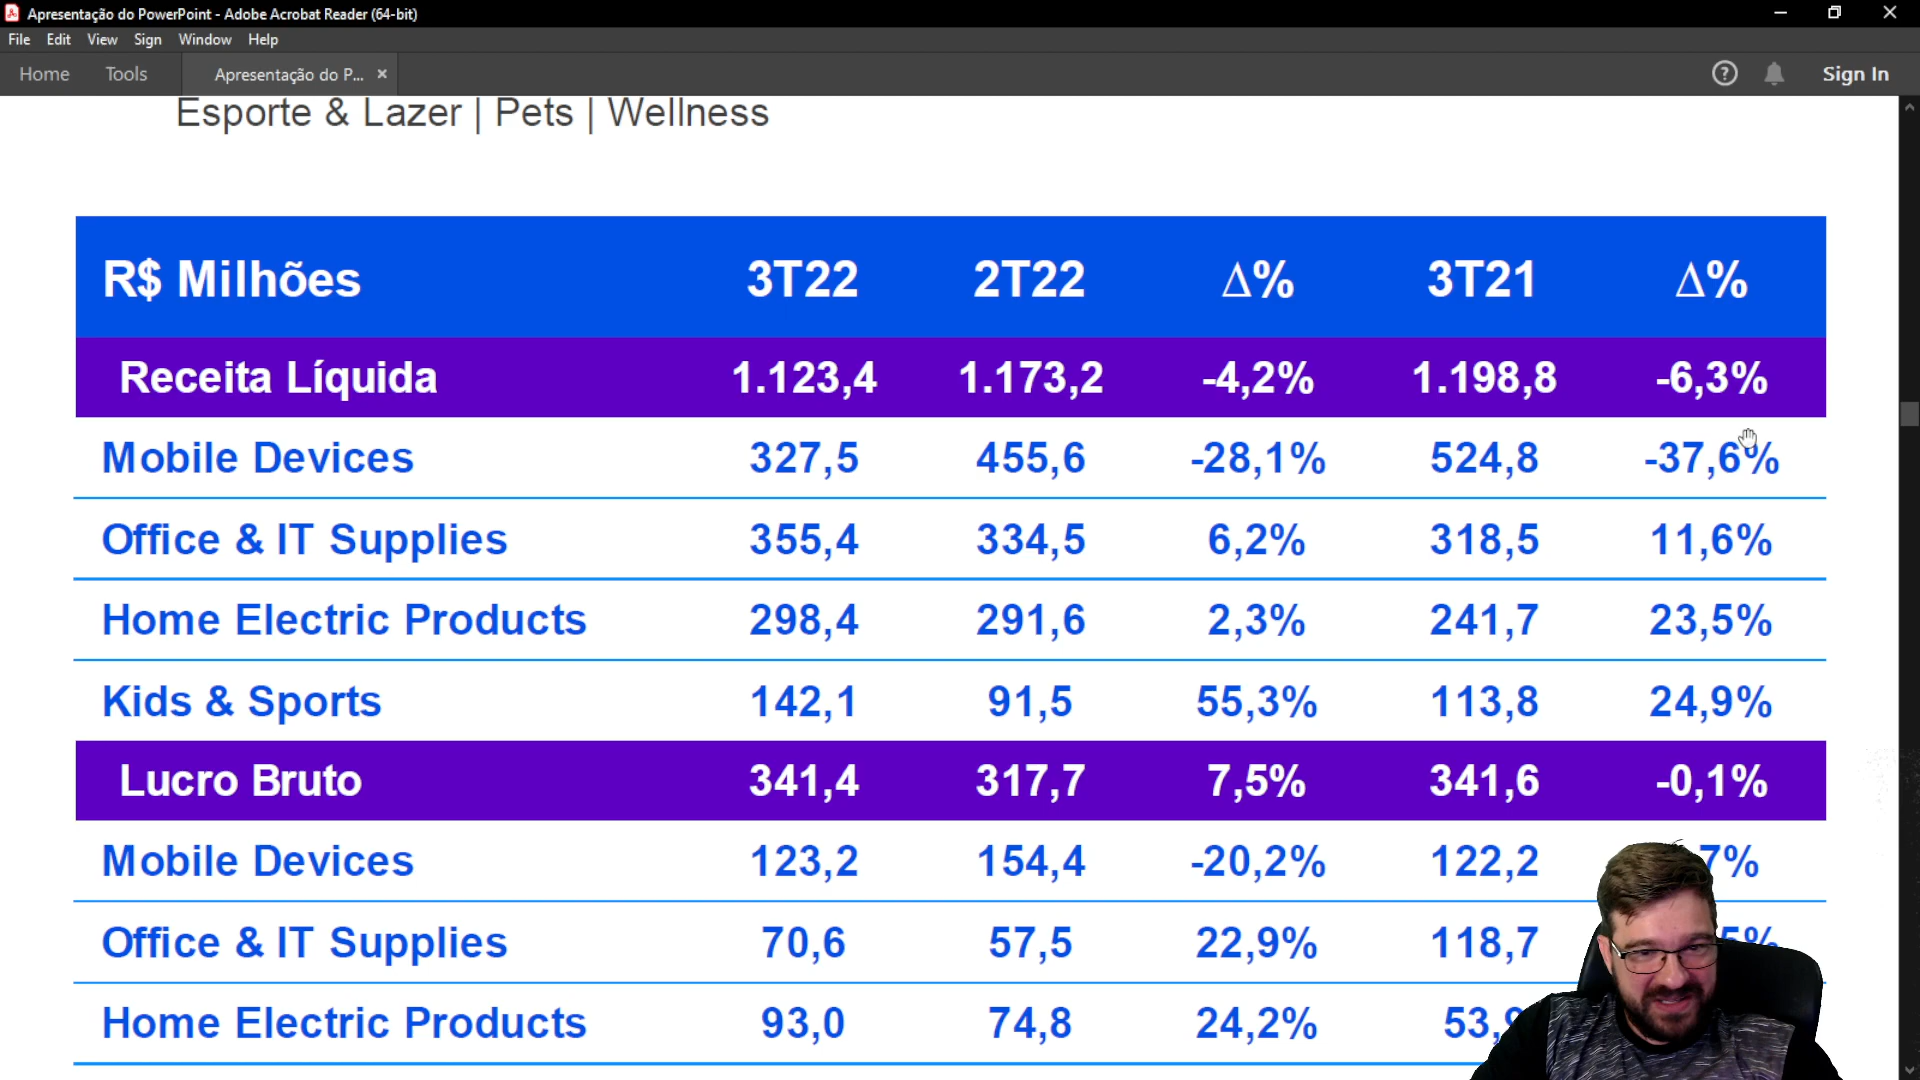 Apresentação do PowerPoint - Adobe Acrobat Reader (64-bit)
File Edit View Sign Window Help
Home Tools Apresentação do P... Sign In
Esporte & Lazer | Pets | Wellness
R$ Milhões 3T22 2T22 Δ% 3T21 Δ%
Receita Líquida 1.123,4 1.173,2 -4,2% 1.198,8 -6,3%
Mobile Devices 327,5 455,6 -28,1% 524,8 -37,6%
Office & IT Supplies 355,4 334,5 6,2% 318,5 11,6%
Home Electric Products 298,4 291,6 2,3% 241,7 23,5%
Kids & Sports 142,1 91,5 55,3% 113,8 24,9%
Lucro Bruto 341,4 317,7 7,5% 341,6 -0,1%
Mobile Devices 123,2 154,4 -20,2% 122,2
Office & IT Supplies 70,6 57,5 22,9% 118,7
Home Electric Products 93,0 74,8 24,2%